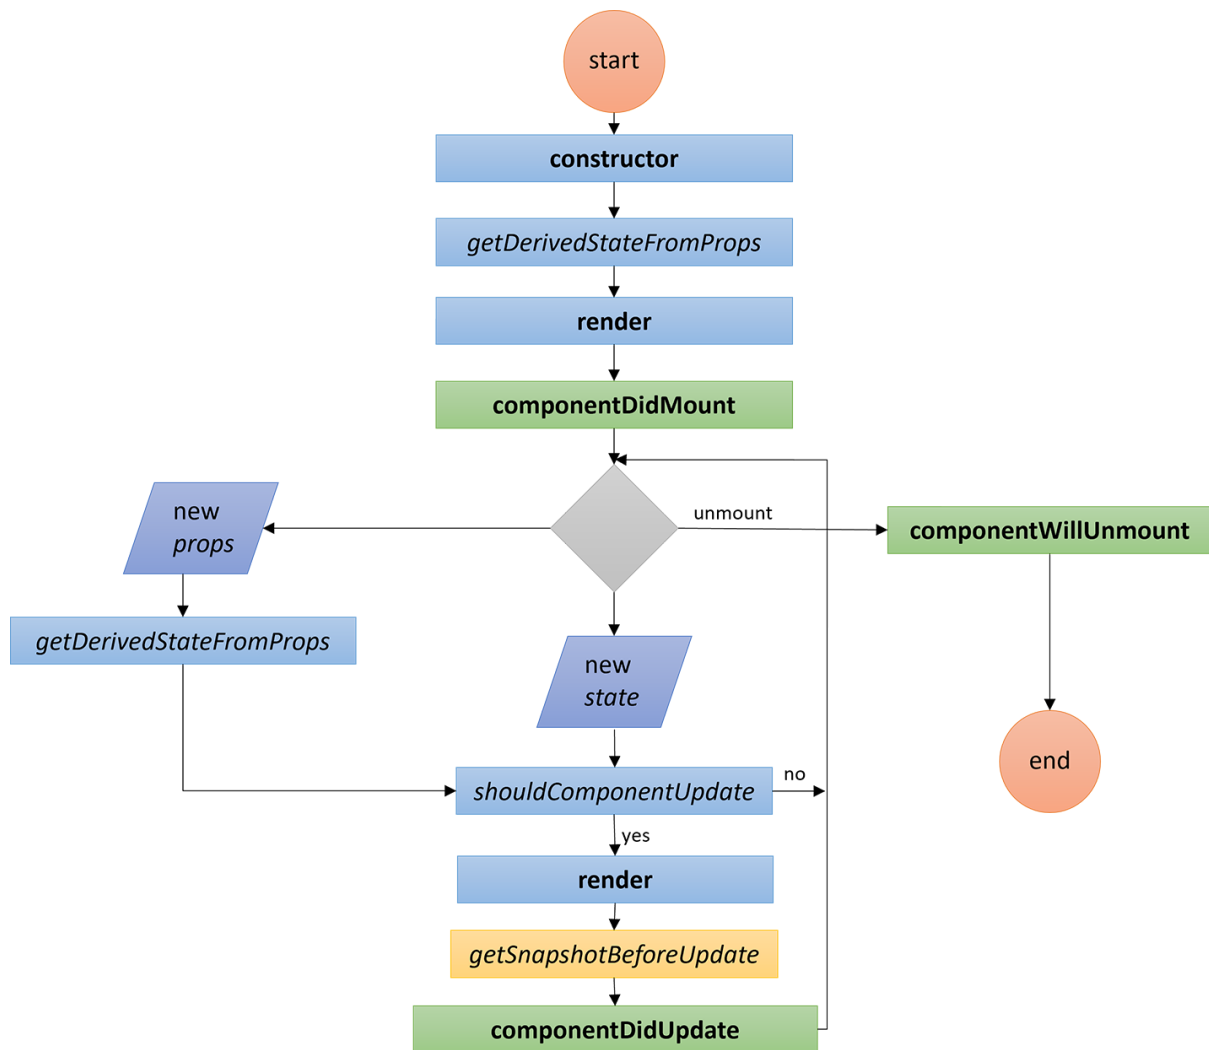 start
constructor
getDerivedStateFromProps
render
componentDidMount
unmount
new
props
componentWillUnmount
getDerivedStateFromProps
new
state
end
shouldComponentUpdate
no
yes
render
getSnapshotBeforeUpdate
componentDidUpdate